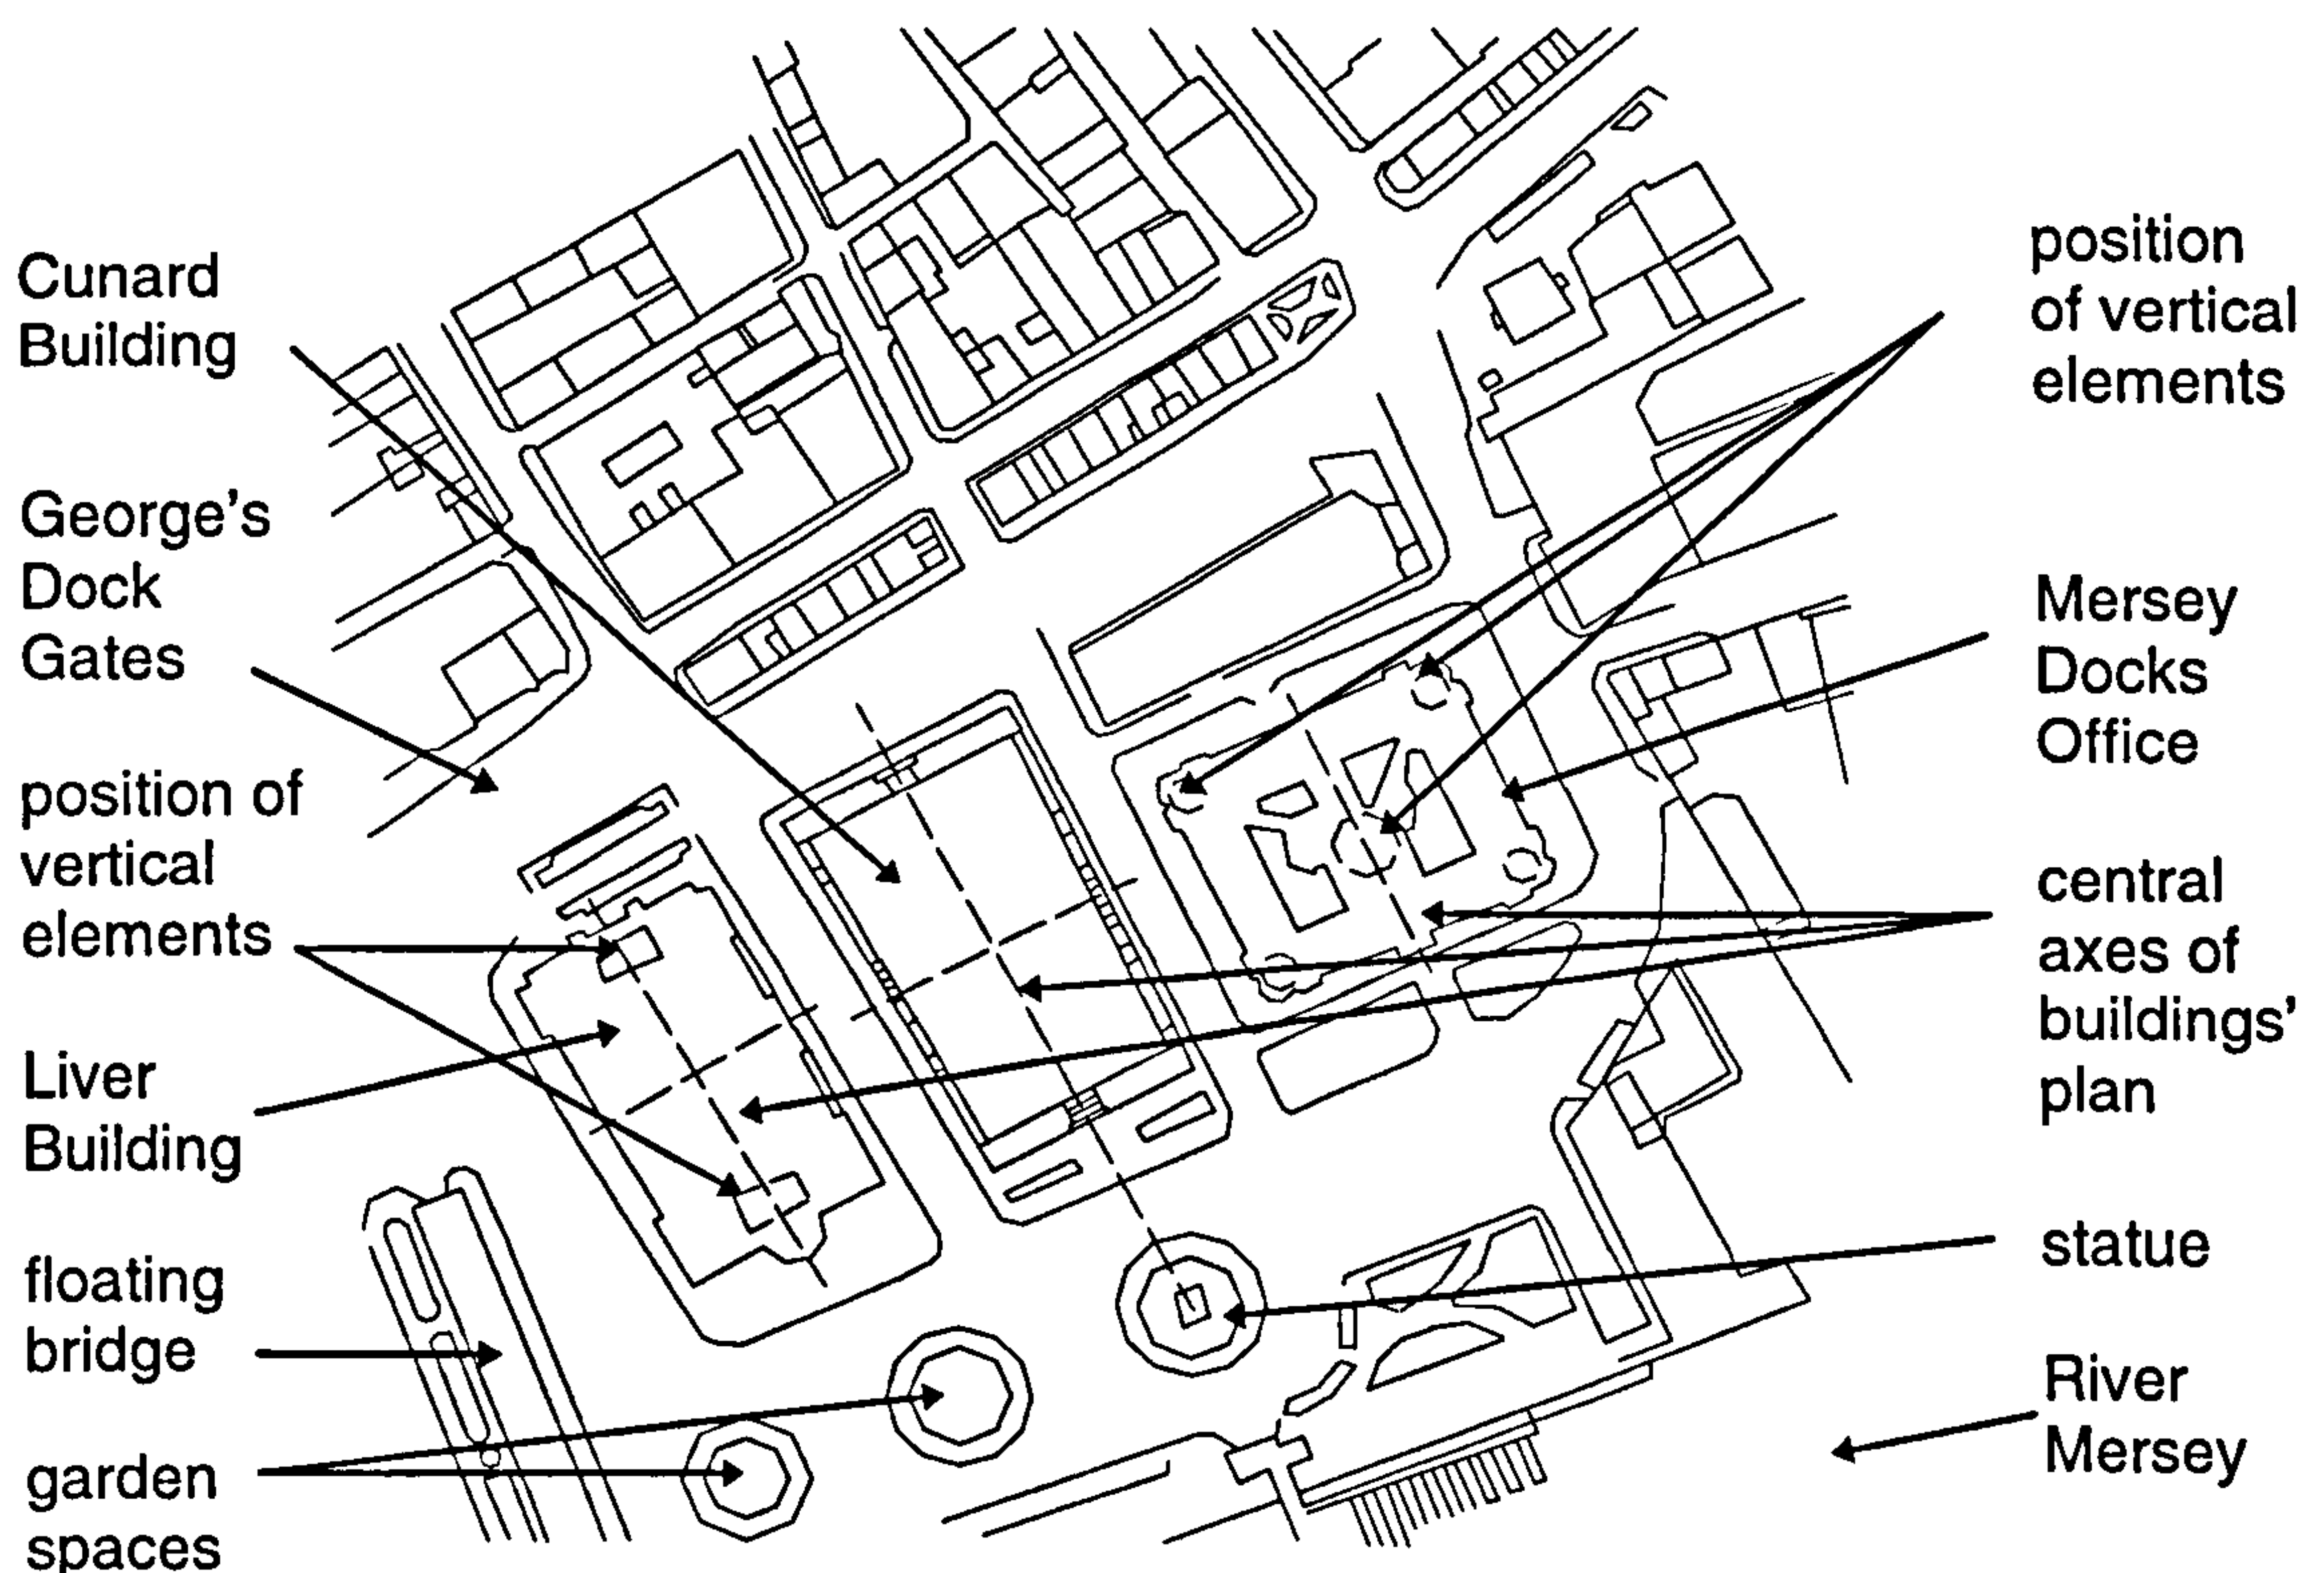 Cunard
Building
George's
Dock
Gates
position of
vertical
elements
Liver
Building
floating
bridge
garden
spaces
position
of vertical
elements
Mersey
Docks
Office
central
axes of
buildings'
plan
statue
River
Mersey